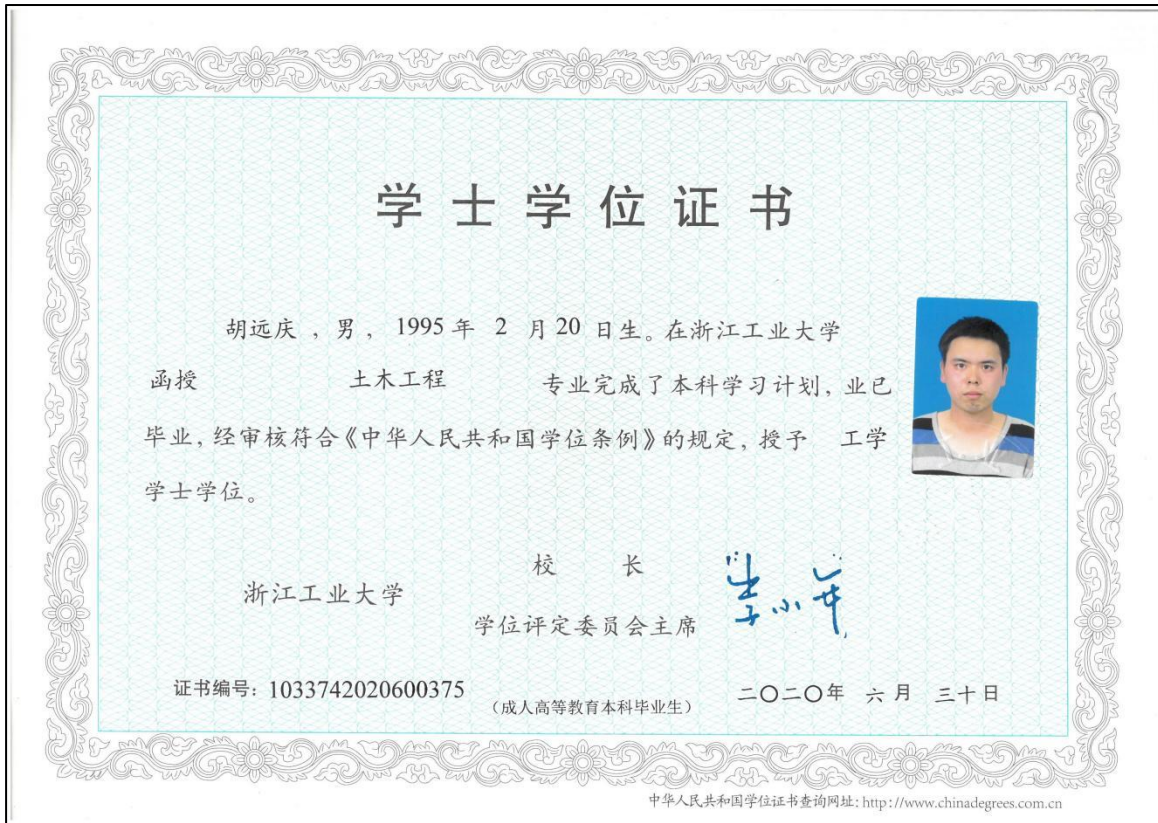 学士学位证书
胡远庆，男，1995年 2 月20 日生。在浙江工业大学
函授 土木工程 专业完成了本科学习计划，业已
毕业，经审核符合《中华人民共和国学位条例》的规定，授予 工学
学士学位。
校 长
浙江工业大学
学位评定委员会主席
证书编号：1033742020600375
（成人高等教育本科毕业生）
二〇二〇年 六 月 三十 日
中华人民共和国学位证书查询网址：http://www.chinadegrees.com.cn